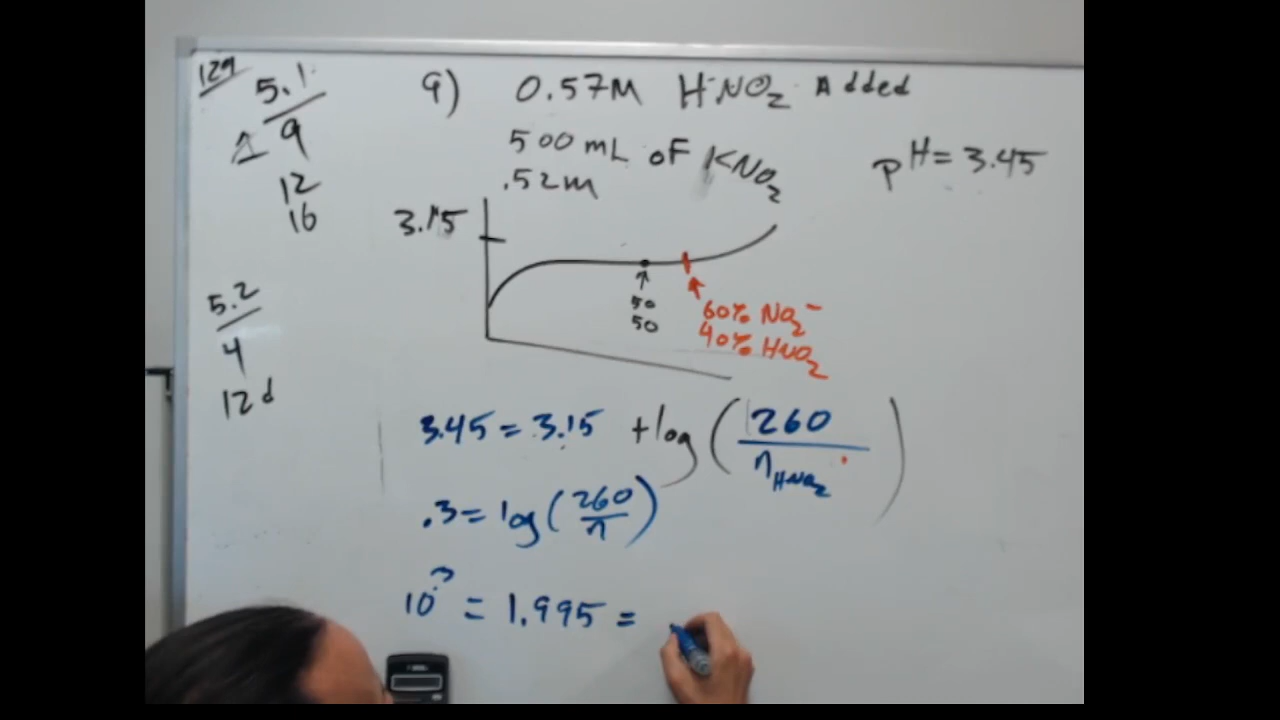 129
5.1
9
12
16
5.2
4
12d
9) 0.57M HNO2 Added
500 mL of KNO2
.52m
pH = 3.45
3.15
50
50
60% NO2-
40% HNO2
3.45 = 3.15 + log (260 / nHNO2)
.3 = log (260 / n)
10^.3 = 1.995 =